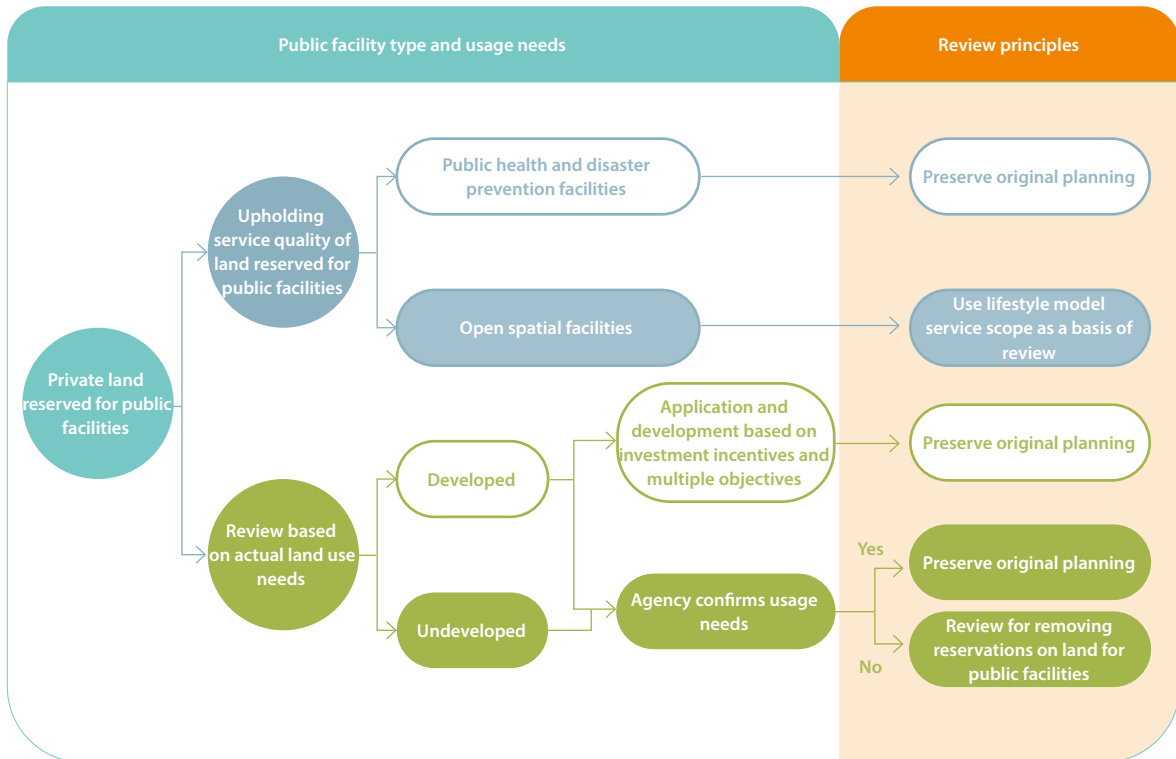 Public facility type and usage needs
Review principles
Public health and disaster
prevention facilities
Preserve original planning
Upholding
service quality of
land reserved for
public facilities
Open spatial facilities
Use lifestyle model
service scope as a basis of
review
Private land
reserved for public
facilities
Application and
development based on
investment incentives and
multiple objectives
Preserve original planning
Developed
Review based
on actual land use
needs
Yes
Preserve original planning
Undeveloped
Agency confirms usage
needs
No
Review for removing
reservations on land for
public facilities